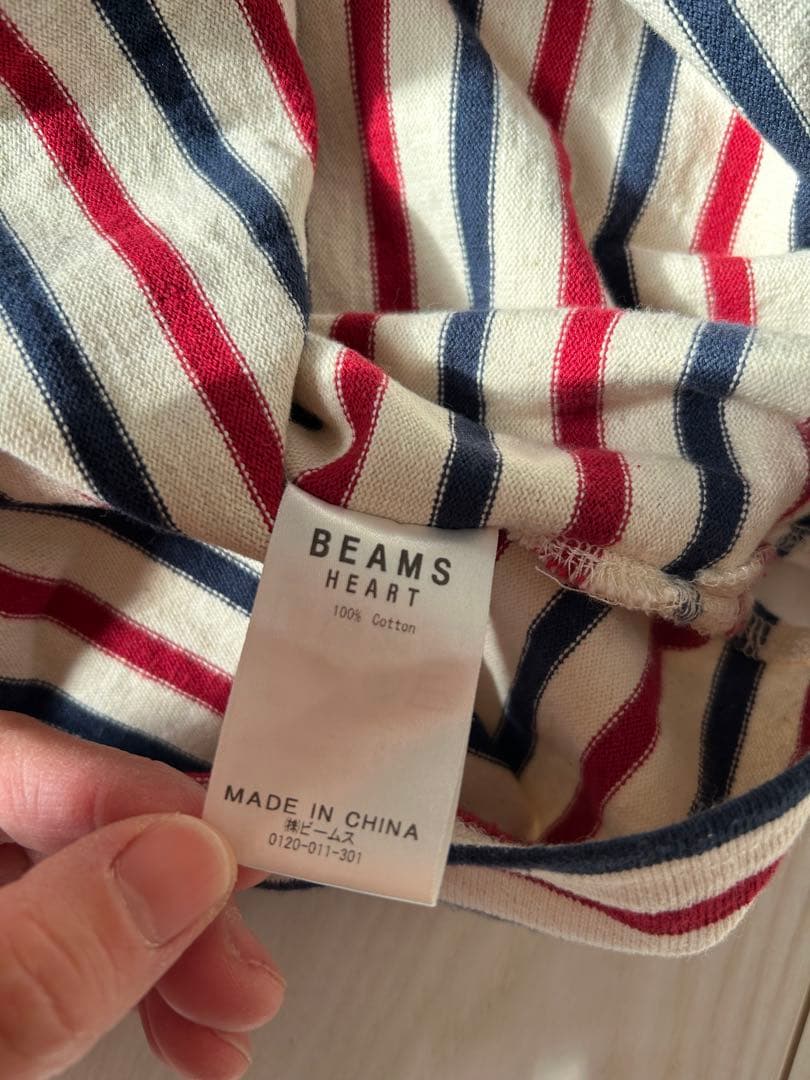 BEAMS
HEART
100% Cotton
MADE IN CHINA
㈱ビームス
0120-011-301